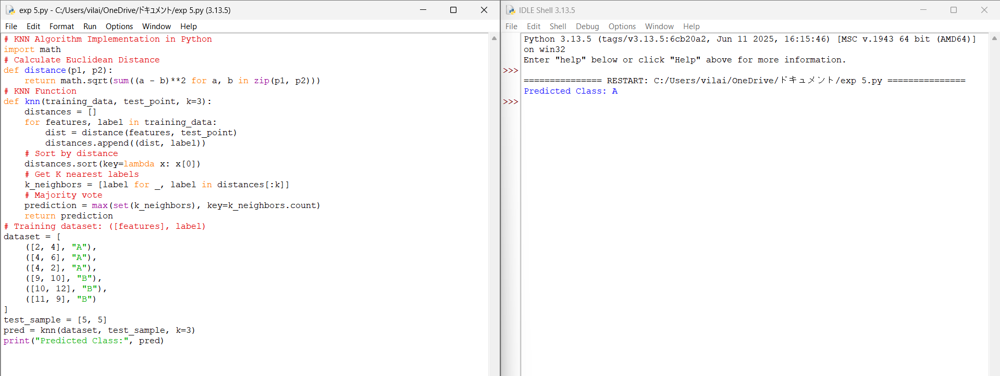 exp 5.py - C:/Users/vilai/OneDrive/ドキュメント/exp 5.py (3.13.5)
File Edit Format Run Options Window Help
# KNN Algorithm Implementation in Python
import math
# Calculate Euclidean Distance
def distance(p1, p2):
    return math.sqrt(sum((a - b)**2 for a, b in zip(p1, p2)))
# KNN Function
def knn(training_data, test_point, k=3):
    distances = []
    for features, label in training_data:
        dist = distance(features, test_point)
        distances.append((dist, label))
    # Sort by distance
    distances.sort(key=lambda x: x[0])
    # Get K nearest labels
    k_neighbors = [label for _, label in distances[:k]]
    # Majority vote
    prediction = max(set(k_neighbors), key=k_neighbors.count)
    return prediction
# Training dataset: ([features], label)
dataset = [
    ([2, 4], "A"),
    ([4, 6], "A"),
    ([4, 2], "A"),
    ([9, 10], "B"),
    ([10, 12], "B"),
    ([11, 9], "B")
]
test_sample = [5, 5]
pred = knn(dataset, test_sample, k=3)
print("Predicted Class:", pred)
IDLE Shell 3.13.5
File Edit Shell Debug Options Window Help
Python 3.13.5 (tags/v3.13.5:6cb20a2, Jun 11 2025, 16:15:46) [MSC v.1943 64 bit (AMD64)]
on win32
Enter "help" below or click "Help" above for more information.
>>>
=============== RESTART: C:/Users/vilai/OneDrive/ドキュメント/exp 5.py ===============
Predicted Class: A
>>>